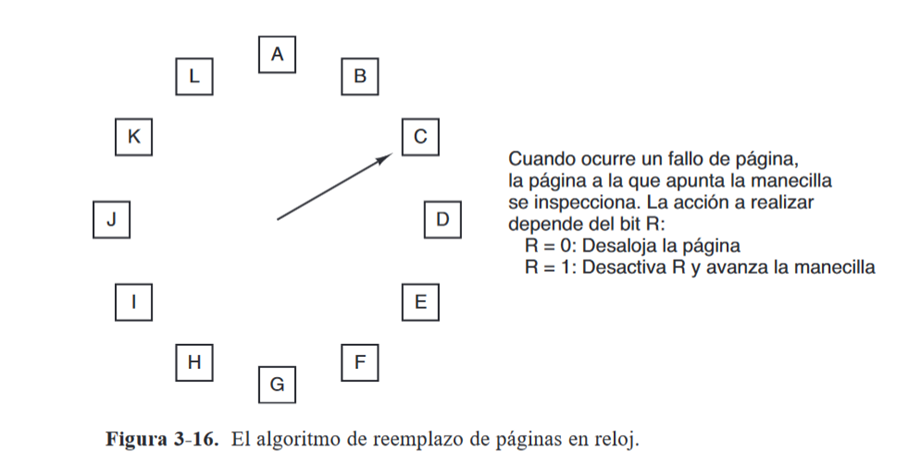 A
L
B
K
C
J
D
I
E
H
F
G
Cuando ocurre un fallo de página,
la página a la que apunta la manecilla
se inspecciona. La acción a realizar
depende del bit R:
R = 0: Desaloja la página
R = 1: Desactiva R y avanza la manecilla
Figura 3-16. El algoritmo de reemplazo de páginas en reloj.